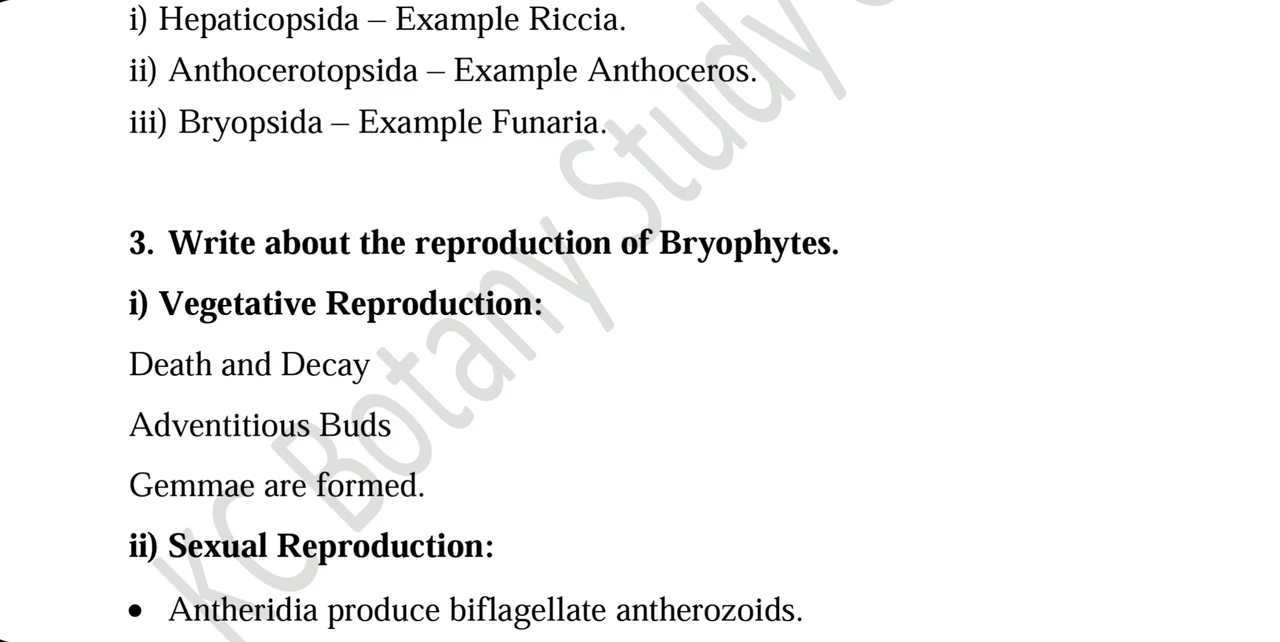 i) Hepaticopsida – Example Riccia.
ii) Anthocerotopsida – Example Anthoceros.
iii) Bryopsida – Example Funaria.
3. Write about the reproduction of Bryophytes.
i) Vegetative Reproduction:
Death and Decay
Adventitious Buds
Gemmae are formed.
ii) Sexual Reproduction:
• Antheridia produce biflagellate antherozoids.
KC Botany Study